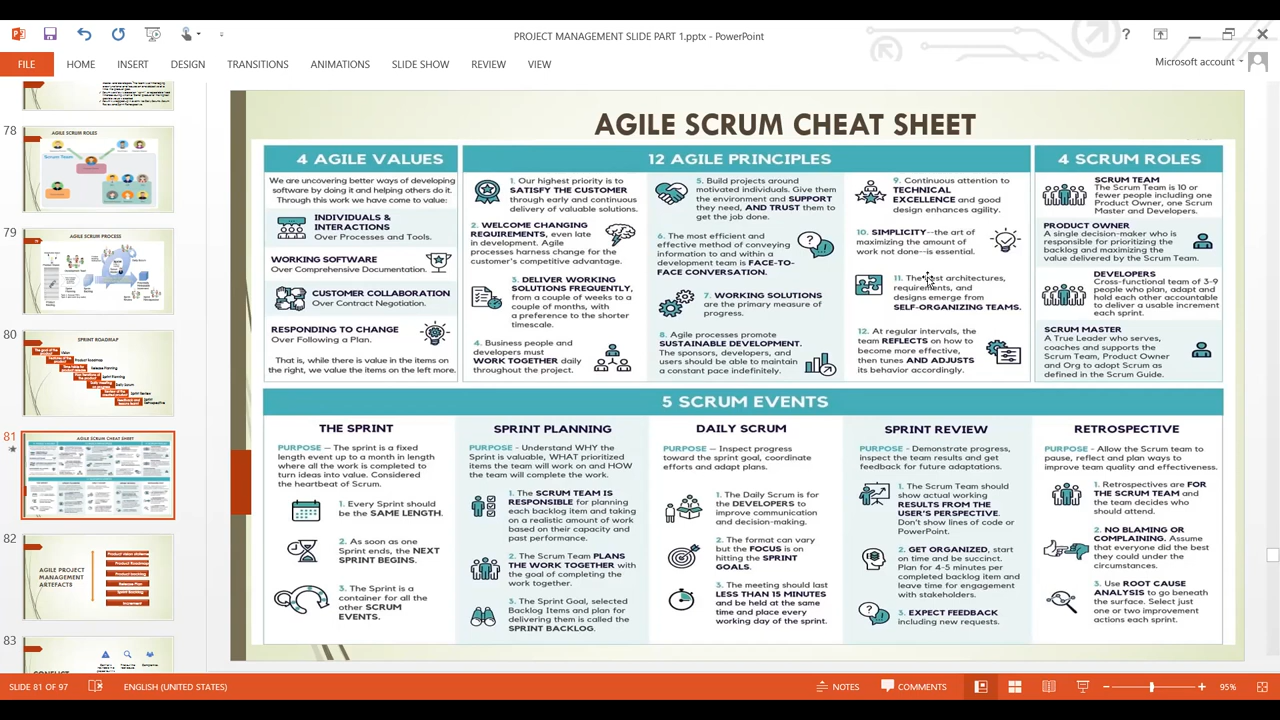 PROJECT MANAGEMENT SLIDE PART 1.pptx - PowerPoint
?
FILE
HOME
INSERT
DESIGN
TRANSITIONS
ANIMATIONS
SLIDE SHOW
REVIEW
VIEW
Microsoft account
78
AGILE SCRUM ROLES
Scrum Team
79
AGILE SCRUM PROCESS
80
SPRINT ROADMAP
81
AGILE SCRUM CHEAT SHEET
82
AGILE PROJECT
MANAGEMENT
ARTEFACTS
Product vision statement
Product Roadmap
Product backlog
Release Plan
Sprint Backlog
Increment
83
CONFLICT
AGILE SCRUM CHEAT SHEET
4 AGILE VALUES
We are uncovering better ways of developing
software by doing it and helping others do it.
Through this work we have come to value:
INDIVIDUALS &
INTERACTIONS
Over Processes and Tools.
WORKING SOFTWARE
Over Comprehensive Documentation.
CUSTOMER COLLABORATION
Over Contract Negotiation.
RESPONDING TO CHANGE
Over Following a Plan.
That is, while there is value in the items on
the right, we value the items on the left more.
12 AGILE PRINCIPLES
1. Our highest priority is to
SATISFY THE CUSTOMER
through early and continuous
delivery of valuable solutions.
2. WELCOME CHANGING
REQUIREMENTS, even late
in development. Agile
processes harness change for the
customer's competitive advantage.
3. DELIVER WORKING
SOLUTIONS FREQUENTLY,
from a couple of weeks to a
couple of months, with
a preference to the shorter
timescale.
4. Business people and
developers must
WORK TOGETHER daily
throughout the project.
5. Build projects around
motivated individuals. Give them
the environment and SUPPORT
they need, AND TRUST them to
get the job done.
6. The most efficient and
effective method of conveying
information to and within a
development team is FACE-TO-
FACE CONVERSATION.
7. WORKING SOLUTIONS
are the primary measure of
progress.
8. Agile processes promote
SUSTAINABLE DEVELOPMENT.
The sponsors, developers, and
users should be able to maintain
a constant pace indefinitely.
9. Continuous attention to
TECHNICAL
EXCELLENCE and good
design enhances agility.
10. SIMPLICITY--the art of
maximizing the amount of
work not done--is essential.
11. The best architectures,
requirements, and
designs emerge from
SELF-ORGANIZING TEAMS.
12. At regular intervals, the
team REFLECTS on how to
become more effective,
then tunes AND ADJUSTS
its behavior accordingly.
4 SCRUM ROLES
SCRUM TEAM
The Scrum Team is 10 or
fewer people including one
Product Owner, one Scrum
Master and Developers.
PRODUCT OWNER
A single decision-maker who is
responsible for prioritizing the
backlog and maximizing the
value delivered by the Scrum Team.
DEVELOPERS
Cross-functional team of 3-9
own the plan, adapt and
hold each other accountable
to deliver a usable increment
each sprint.
SCRUM MASTER
A True Leader who serves,
coaches and supports the
Scrum Team, Product Owner
and Org to adopt Scrum as
defined in the Scrum Guide.
5 SCRUM EVENTS
THE SPRINT
PURPOSE – The sprint is a fixed
length event up to a month in length
where all the work is completed to
turn ideas into value. Considered
the heartbeat of Scrum.
1. Every Sprint should
be the SAME LENGTH.
2. As soon as one
Sprint ends, the NEXT
SPRINT BEGINS.
3. The Sprint is a
container for all the
other SCRUM
EVENTS.
SPRINT PLANNING
PURPOSE - Understand WHY the
Sprint is valuable, WHAT prioritized
items the team will work on and HOW
the team will complete the work.
1. The SCRUM TEAM IS
RESPONSIBLE for planning
each backlog item and taking
on a realistic amount of work
based on their capacity and
past performance.
2. The Scrum Team PLANS
THE WORK TOGETHER with
the goal of completing the
work together.
3. The Sprint Goal, selected
Backlog Items and plan for
delivering them is called the
SPRINT BACKLOG.
DAILY SCRUM
PURPOSE – Inspect progress
toward the sprint goal, coordinate
efforts and adapt plans.
1. The Daily Scrum is for
the DEVELOPERS to
improve communication
and decision-making.
2. The format can vary
but the FOCUS is on
hitting the SPRINT
GOALS.
3. The meeting should last
LESS THAN 15 MINUTES
and be held at the same
time and place every
working day of the sprint.
SPRINT REVIEW
PURPOSE - Demonstrate progress,
inspect the team results and get
feedback for future adaptations.
1. The Scrum Team should
show actual working
RESULTS FROM THE
USER'S PERSPECTIVE.
Don't show lines of code or
PowerPoint.
2. GET ORGANIZED, start
on time and be succinct.
Plan for 4-5 minutes per
completed backlog item and
leave time for engagement
with stakeholders.
3. EXPECT FEEDBACK
including new requests.
RETROSPECTIVE
PURPOSE - Allow the Scrum team to
pause, reflect and plan ways to
improve team quality and effectiveness.
1. Retrospectives are FOR
THE SCRUM TEAM and
the team decides who
should attend.
2. NO BLAMING OR
COMPLAINING. Assume
that everyone did the best
they could under the
circumstances.
3. Use ROOT CAUSE
ANALYSIS to go beneath
the surface. Select just
one or two improvement
actions each sprint.
SLIDE 81 OF 97
ENGLISH (UNITED STATES)
NOTES
COMMENTS
95%